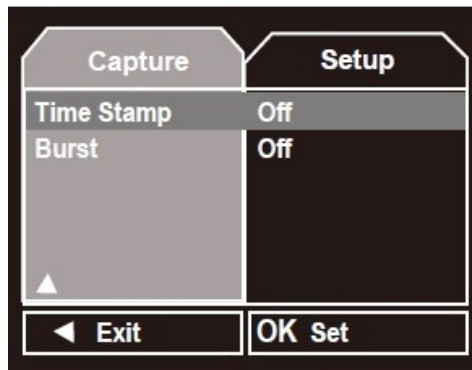 Capture Setup
Time Stamp Off
Burst Off
Exit OK Set